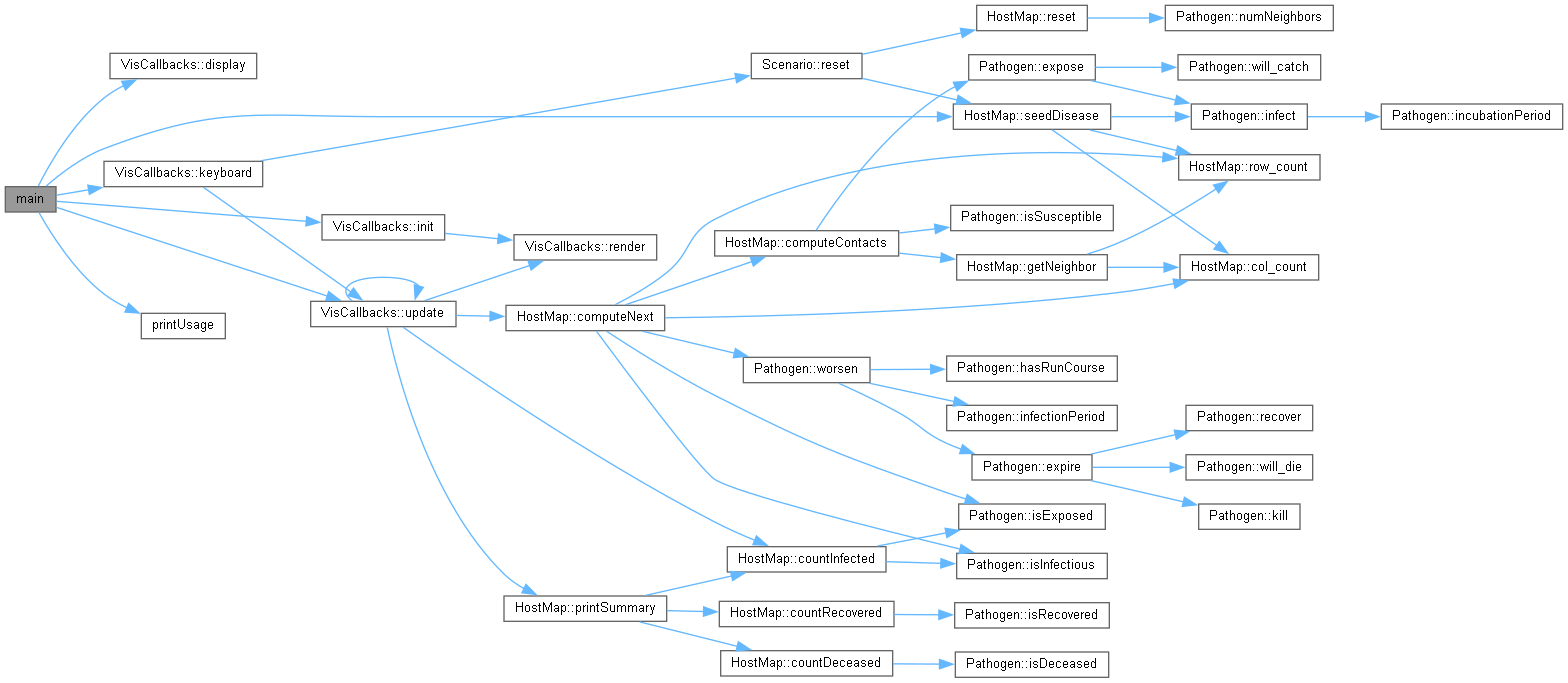 main
VisCallbacks::display
VisCallbacks::keyboard
VisCallbacks::init
VisCallbacks::update
printUsage
VisCallbacks::render
Scenario::reset
HostMap::reset
Pathogen::numNeighbors
Pathogen::expose
Pathogen::will_catch
HostMap::seedDisease
Pathogen::infect
Pathogen::incubationPeriod
HostMap::row_count
HostMap::computeContacts
Pathogen::isSusceptible
HostMap::getNeighbor
HostMap::col_count
HostMap::computeNext
Pathogen::worsen
Pathogen::hasRunCourse
Pathogen::infectionPeriod
Pathogen::expire
Pathogen::recover
Pathogen::will_die
Pathogen::kill
Pathogen::isExposed
HostMap::countInfected
Pathogen::isInfectious
HostMap::printSummary
HostMap::countRecovered
Pathogen::isRecovered
HostMap::countDeceased
Pathogen::isDeceased